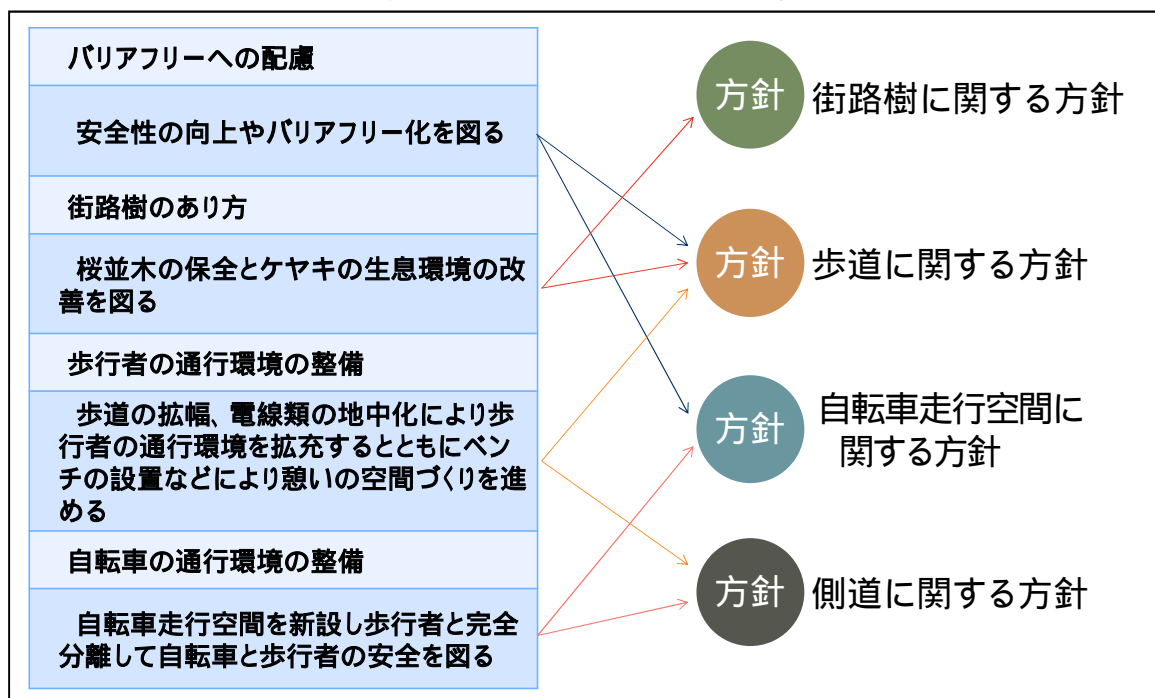 バリアフリーへの配慮
安全性の向上やバリアフリー化を図る
街路樹のあり方
桜並木の保全とケヤキの生息環境の改
善を図る
歩行者の通行環境の整備
歩道の拡幅、電線類の地中化により歩
行者の通行環境を拡充するとともにベン
チの設置などにより憩いの空間づくりを進
める
自転車の通行環境の整備
自転車走行空間を新設し歩行者と完全
分離して自転車と歩行者の安全を図る
方針 街路樹に関する方針
方針 歩道に関する方針
方針 自転車走行空間に
関する方針
方針 側道に関する方針